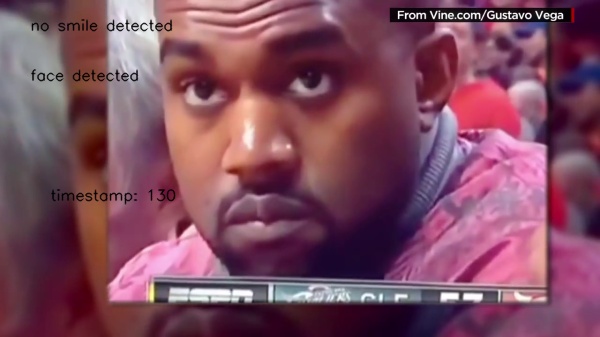 From Vine.com/Gustavo Vega
no smile detected
face detected
timestamp: 130
ESPN CLE 57